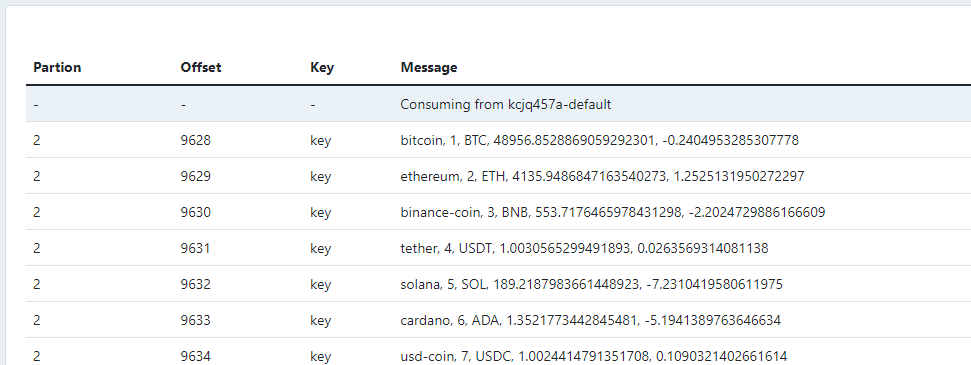 Partion Offset Key Message
- - - Consuming from kcjq457a-default
2 9628 key bitcoin, 1, BTC, 48956.8528869059292301, -0.2404953285307778
2 9629 key ethereum, 2, ETH, 4135.9486847163540273, 1.2525131950272297
2 9630 key binance-coin, 3, BNB, 553.7176465978431298, -2.2024729886166609
2 9631 key tether, 4, USDT, 1.0030565299491893, 0.0263569314081138
2 9632 key solana, 5, SOL, 189.2187983661448923, -7.2310419580611975
2 9633 key cardano, 6, ADA, 1.3521773442845481, -5.1941389763646634
2 9634 key usd-coin, 7, USDC, 1.0024414791351708, 0.1090321402661614